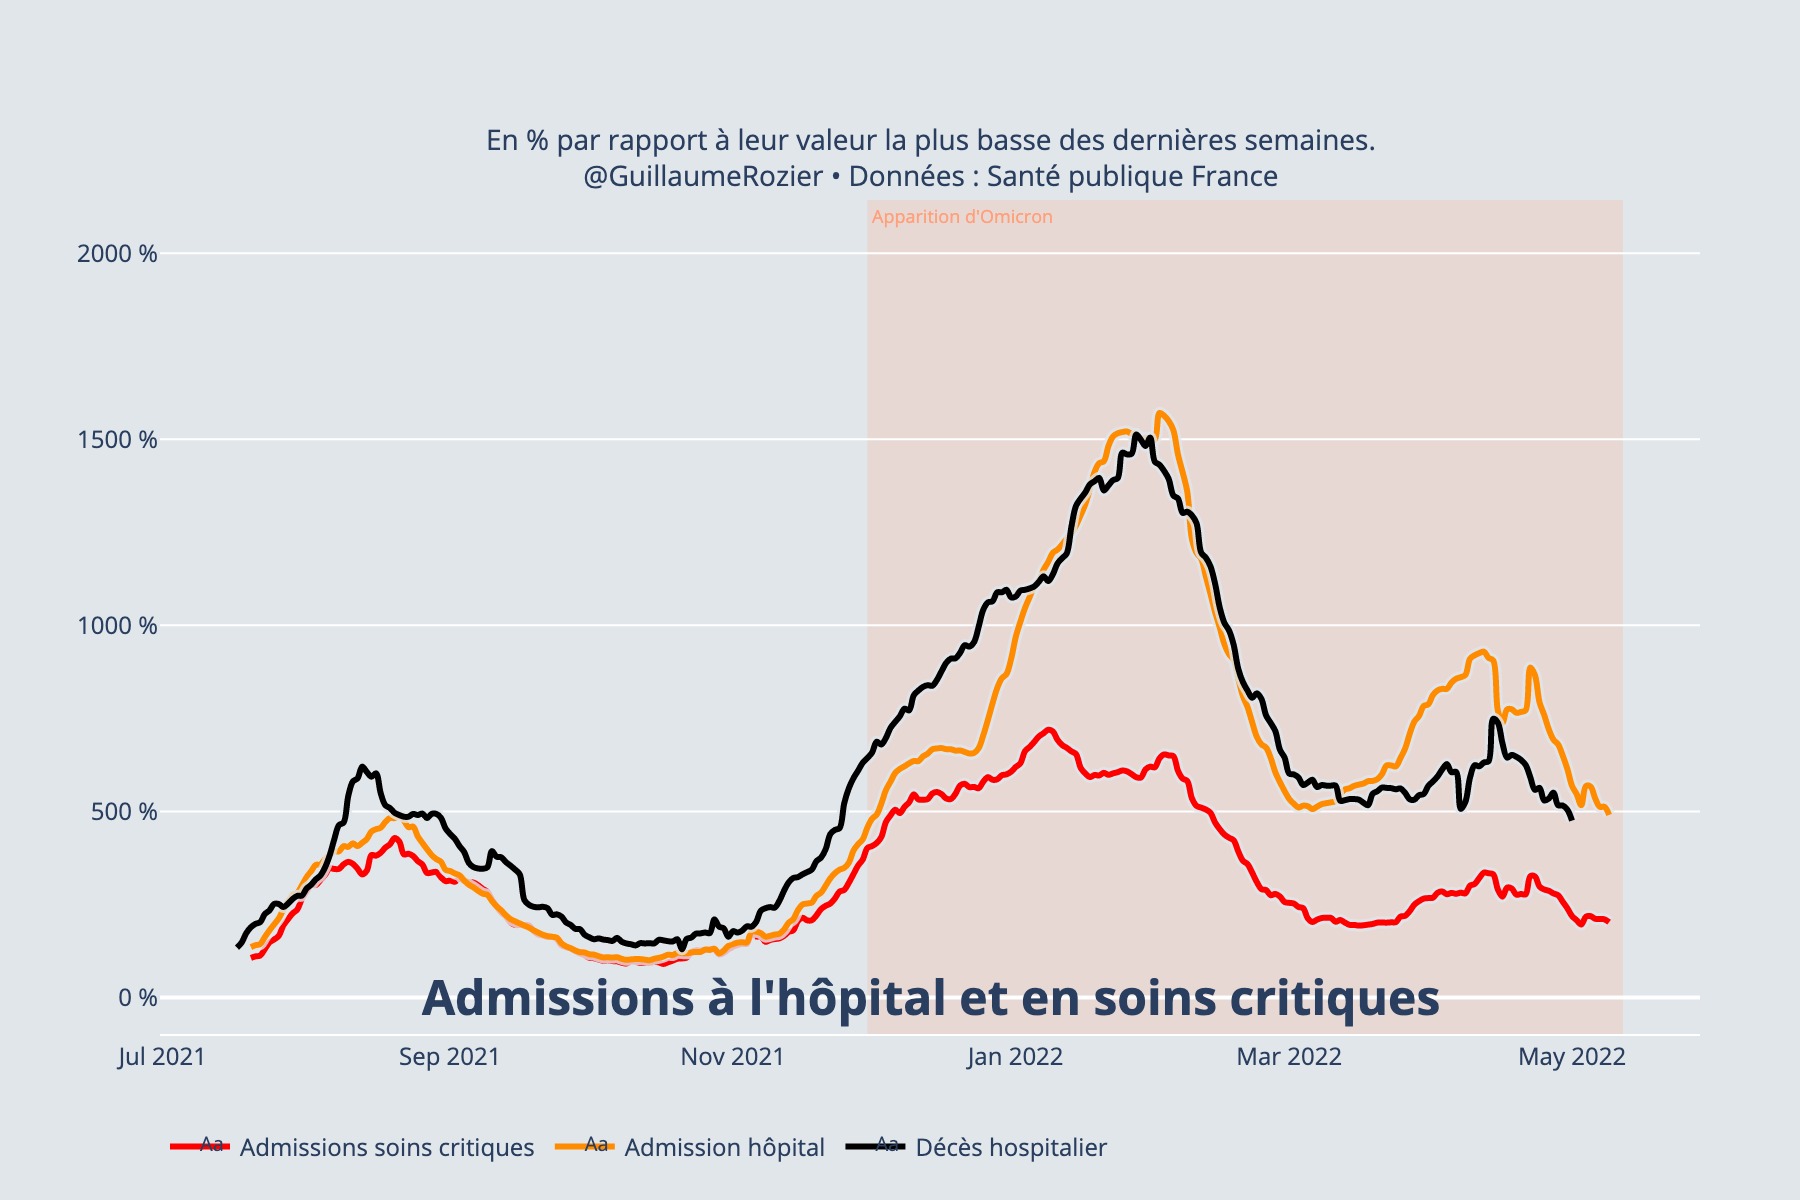 En % par rapport à leur valeur la plus basse des dernières semaines.
@GuillaumeRozier • Données : Santé publique France
Apparition d'Omicron
2000 %
1500 %
1000 %
500 %
0 %
Admissions à l'hôpital et en soins critiques
Jul 2021 Sep 2021 Nov 2021 Jan 2022 Mar 2022 May 2022
Aa Admissions soins critiques Aa Admission hôpital Aa Décès hospitalier